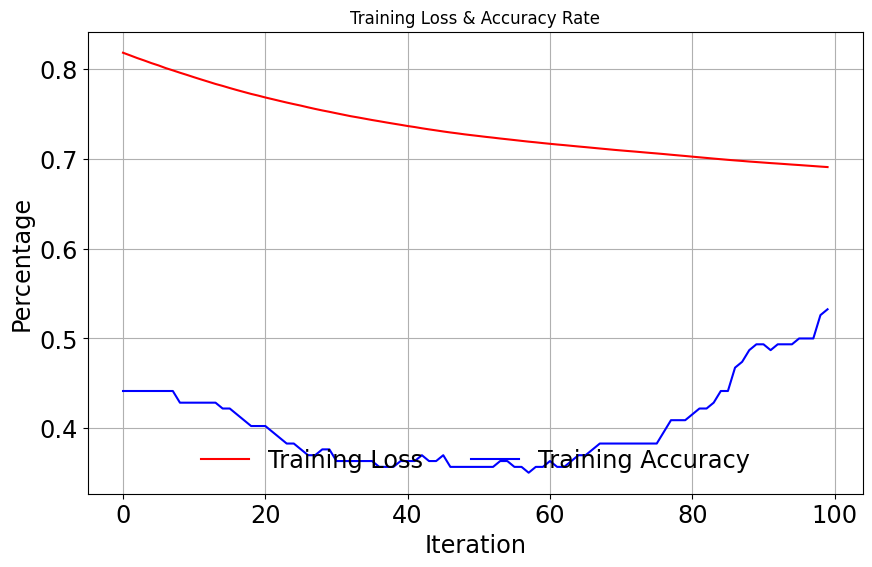 Training Loss & Accuracy Rate
Percentage
0.8
0.7
0.6
0.5
0.4
Training Loss Training Accuracy
0 20 40 60 80 100
Iteration